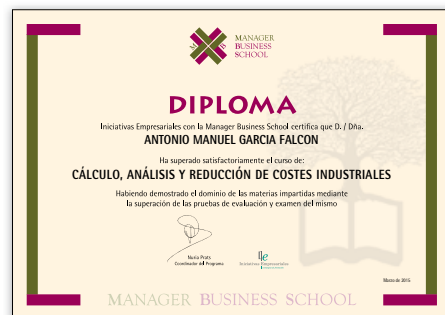 M B
MANAGER
BUSINESS
SCHOOL
DIPLOMA
Iniciativas Empresariales con la Manager Business School certifica que D. / Dña.
ANTONIO MANUEL GARCIA FALCON
Ha superado satisfactoriamente el curso de:
CÁLCULO, ANÁLISIS Y REDUCCIÓN DE COSTES INDUSTRIALES
Habiendo demostrado el dominio de las materias impartidas mediante
la superación de las pruebas de evaluación y examen del mismo
Nuria Prats
Coordinador del Programa
Iniciativas Empresariales
Marzo de 2015
MANAGER BUSINESS SCHOOL